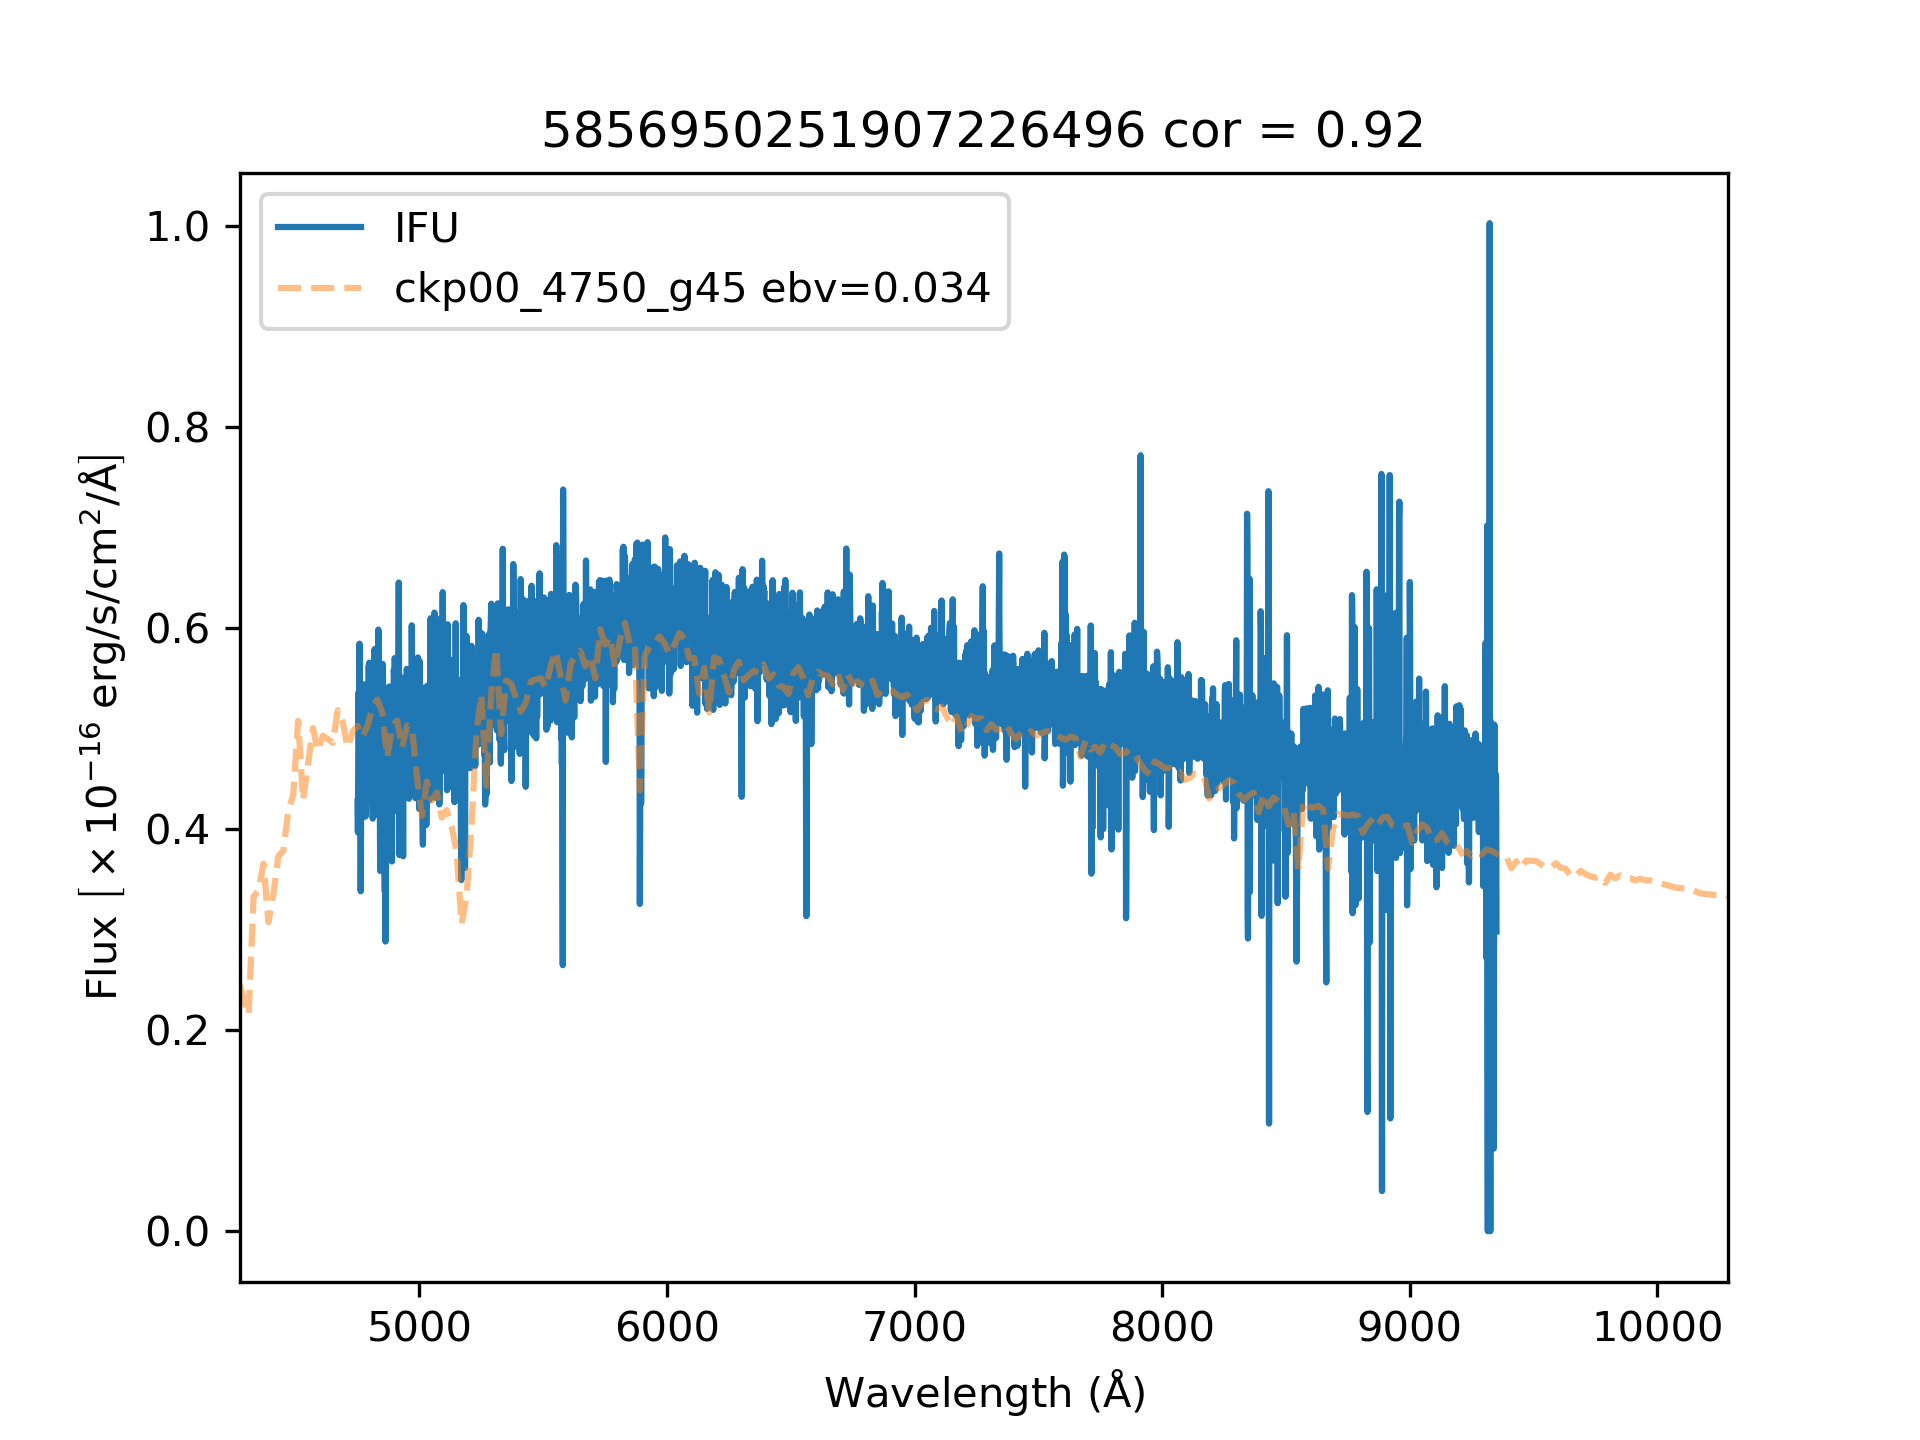 5856950251907226496 cor = 0.92
IFU
ckp00_4750_g45 ebv=0.034
1.0
0.8
0.6
0.4
0.2
0.0
Flux [×10⁻¹⁶ erg/s/cm²/Å]
5000 6000 7000 8000 9000 10000
Wavelength (Å)